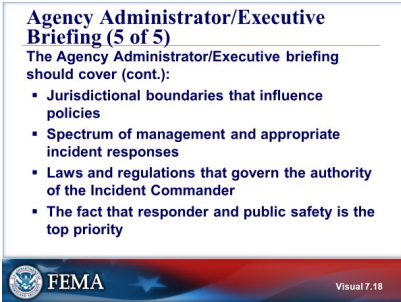 Agency Administrator/Executive
Briefing (5 of 5)
The Agency Administrator/Executive briefing
should cover (cont.):
▪ Jurisdictional boundaries that influence
policies
▪ Spectrum of management and appropriate
incident responses
▪ Laws and regulations that govern the authority
of the Incident Commander
▪ The fact that responder and public safety is the
top priority
FEMA
Visual 7.18